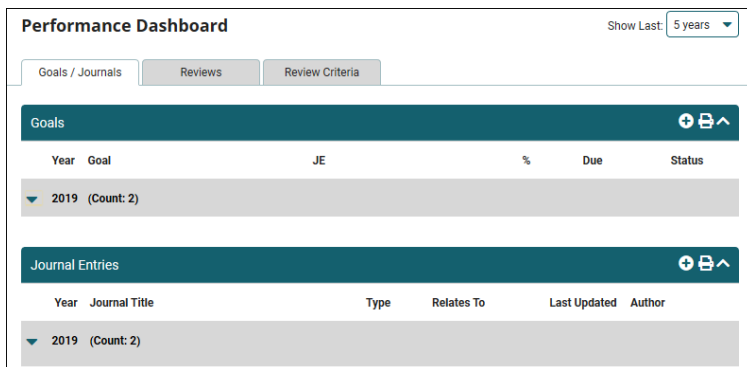 Performance Dashboard
Show Last: 5 years
Goals / Journals Reviews Review Criteria
Goals
Year Goal JE % Due Status
2019 (Count: 2)
Journal Entries
Year Journal Title Type Relates To Last Updated Author
2019 (Count: 2)